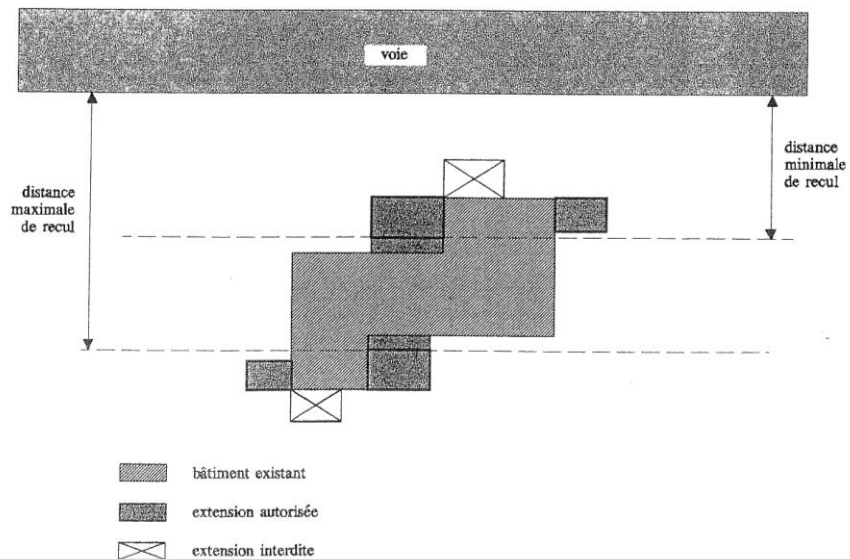 voie
distance
maximale
de recul
distance
minimale
de recul
bâtiment existant
extension autorisée
extension interdite